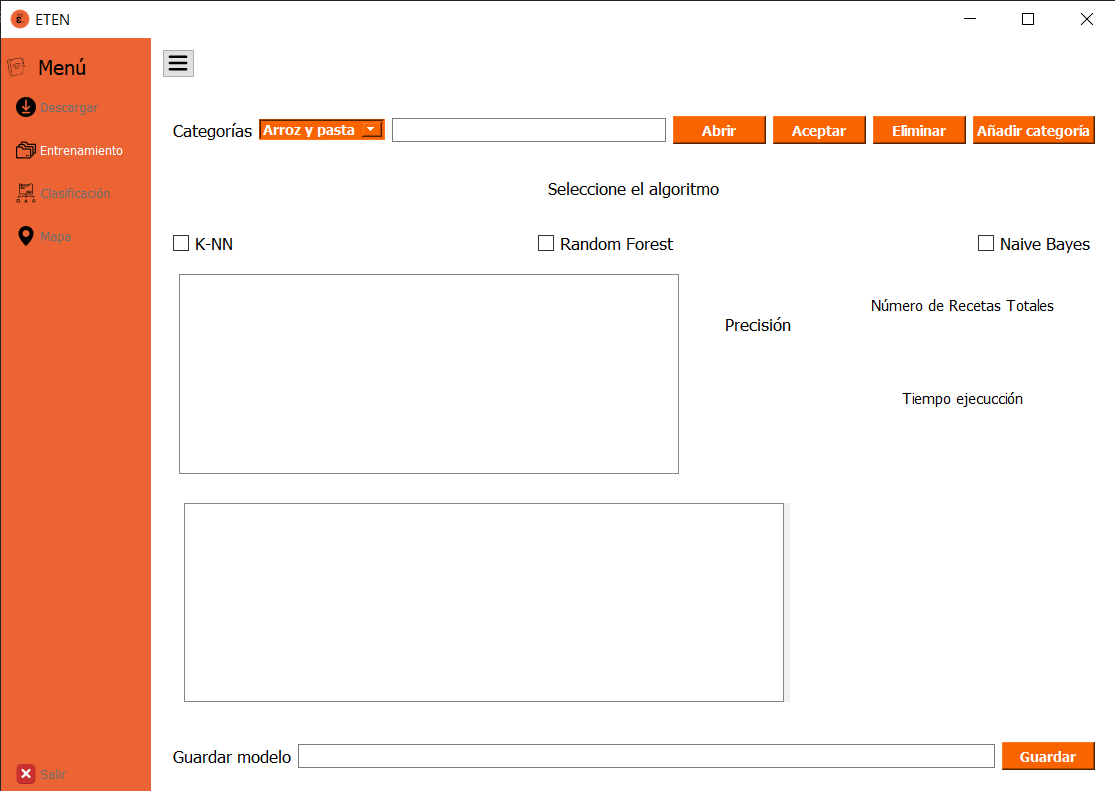 ETEN
Menú
Descargar
Entrenamiento
Clasificación
Mapa
Salir
Categorías Arroz y pasta Abrir Aceptar Eliminar Añadir categoría
Seleccione el algoritmo
K-NN Random Forest Naive Bayes
Número de Recetas Totales
Precisión
Tiempo ejecucción
Guardar modelo Guardar